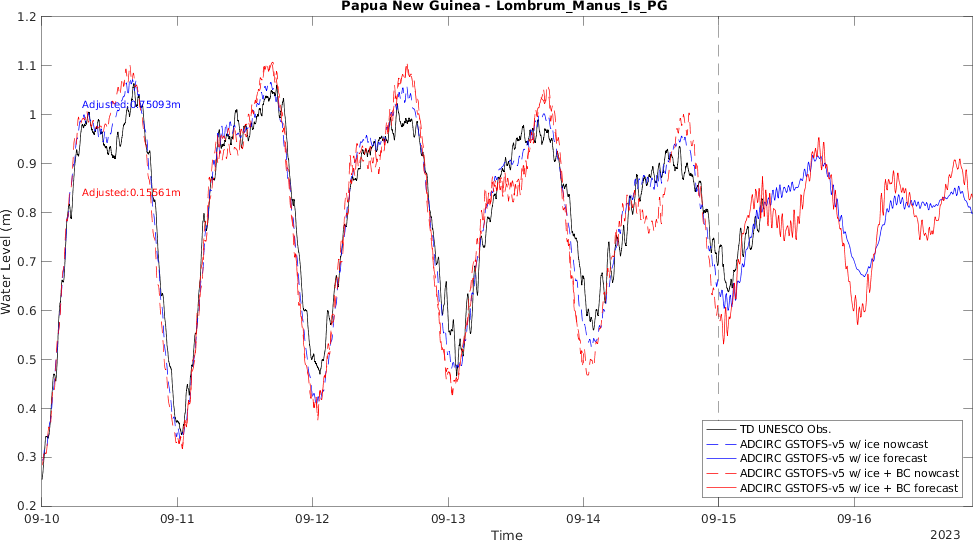 Papua New Guinea - Lombrum_Manus_Is_PG
Water Level (m)
1.2
1.1
1
0.9
0.8
0.7
0.6
0.5
0.4
0.3
0.2
Adjusted:0.75093m
Adjusted:0.15561m
TD UNESCO Obs.
ADCIRC GSTOFS-v5 w/ ice nowcast
ADCIRC GSTOFS-v5 w/ ice forecast
ADCIRC GSTOFS-v5 w/ ice + BC nowcast
ADCIRC GSTOFS-v5 w/ ice + BC forecast
09-10 09-11 09-12 09-13 09-14 09-15 09-16
Time
2023